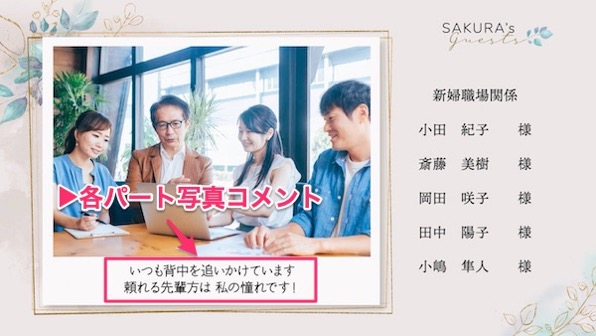 SAKURA's
Guests
▶各パート写真コメント
いつも背中を追いかけています
頼れる先輩方は 私の憧れです!
新婦職場関係
小田 紀子 様
斎藤 美樹 様
岡田 咲子 様
田中 陽子 様
小嶋 隼人 様